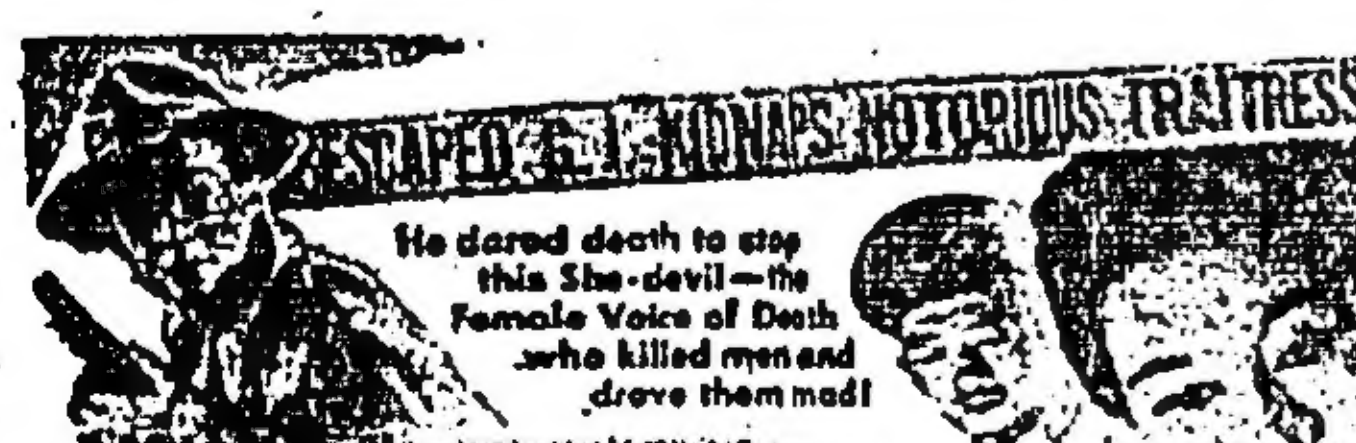 ESCAPED G.I. KIDNAPS NOTORIOUS TRAITRESS
He dared death to stop
this She-devil—the
Female Voice of Death
who killed men and
drove them mad!